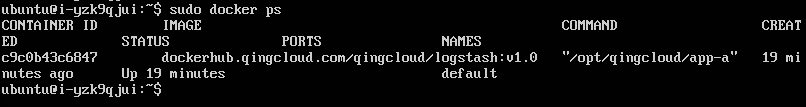 ubuntu@i-yzk9qjui:~$ sudo docker ps
CONTAINER ID        IMAGE                                             COMMAND             CREAT
ED             STATUS              PORTS               NAMES
c9c0b43c6847        dockerhub.qingcloud.com/qingcloud/logstash:v1.0   "/opt/qingcloud/app-a"   19 mi
nutes ago      Up 19 minutes                           default
ubuntu@i-yzk9qjui:~$